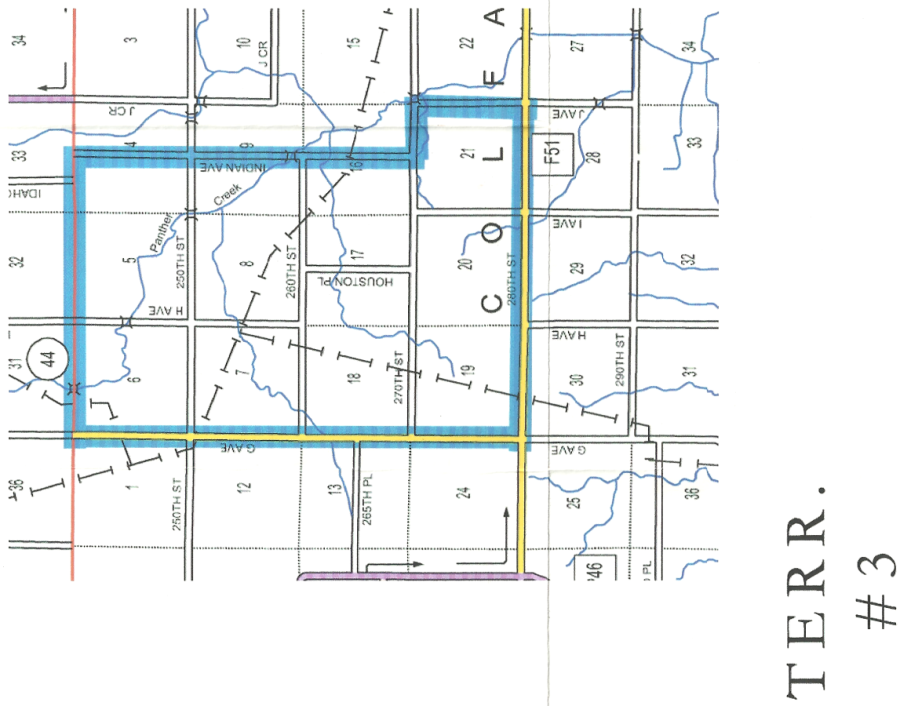 34
3
10
J CR
15
22
A
27
34
33
J CR
4
9
F
J AVE
IDAHO
INDIAN AVE
16
21
L
F51
28
33
Creek
32
Panther
5
250TH ST
8
260TH ST
17
HOUSTON PL
20
O
280TH ST
I AVE
29
32
C
31
44
H AVE
6
7
18
270TH ST
19
H AVE
30
290TH ST
31
G AVE
G AVE
36
1
12
13
24
25
36
250TH ST
265TH PL
P46
PL
TERR.
#3